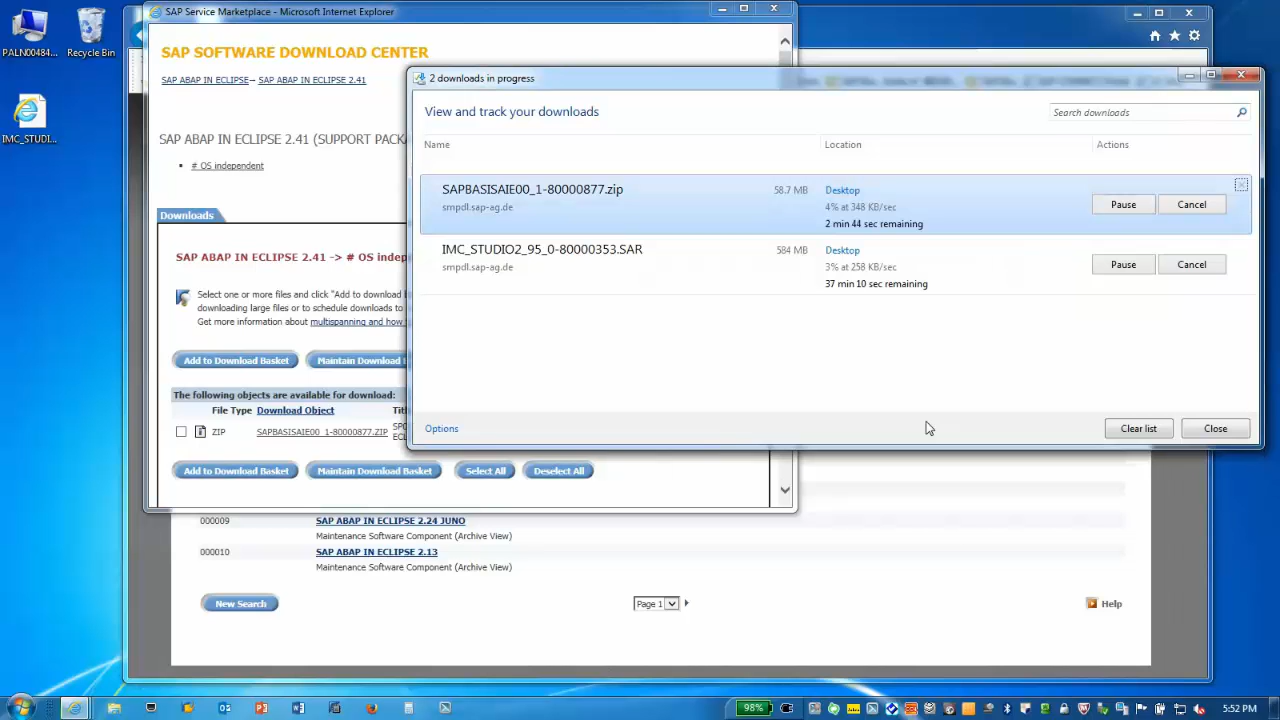 PALN00484...
Recycle Bin
IMC_STUDI...
SAP Service Marketplace - Microsoft Internet Explorer
SAP SOFTWARE DOWNLOAD CENTER
SAP ABAP IN ECLIPSE→ SAP ABAP IN ECLIPSE 2.41
SAP ABAP IN ECLIPSE 2.41 (SUPPORT PACKA
# OS independent
Downloads
SAP ABAP IN ECLIPSE 2.41 -> # OS indep
Select one or more files and click "Add to download
downloading large files or to schedule downloads to
Get more information about multispanning and how
Add to Download Basket
Maintain Download
The following objects are available for download:
File Type Download Object Tit
ZIP SAPBASISAIE00_1-80000877.ZIP
Add to Download Basket Maintain Download Basket Select All Deselect All
2 downloads in progress
View and track your downloads
Search downloads
Name Location Actions
SAPBASISAIE00_1-80000877.zip 58.7 MB Desktop
smpdl.sap-ag.de 4% at 348 KB/sec Pause Cancel
2 min 44 sec remaining
IMC_STUDIO2_95_0-80000353.SAR 584 MB Desktop
smpdl.sap-ag.de 3% at 258 KB/sec Pause Cancel
37 min 10 sec remaining
Options Clear list Close
000009 SAP ABAP IN ECLIPSE 2.24 JUNO
Maintenance Software Component (Archive View)
000010 SAP ABAP IN ECLIPSE 2.13
Maintenance Software Component (Archive View)
New Search Page 1 Help
98% 5:52 PM